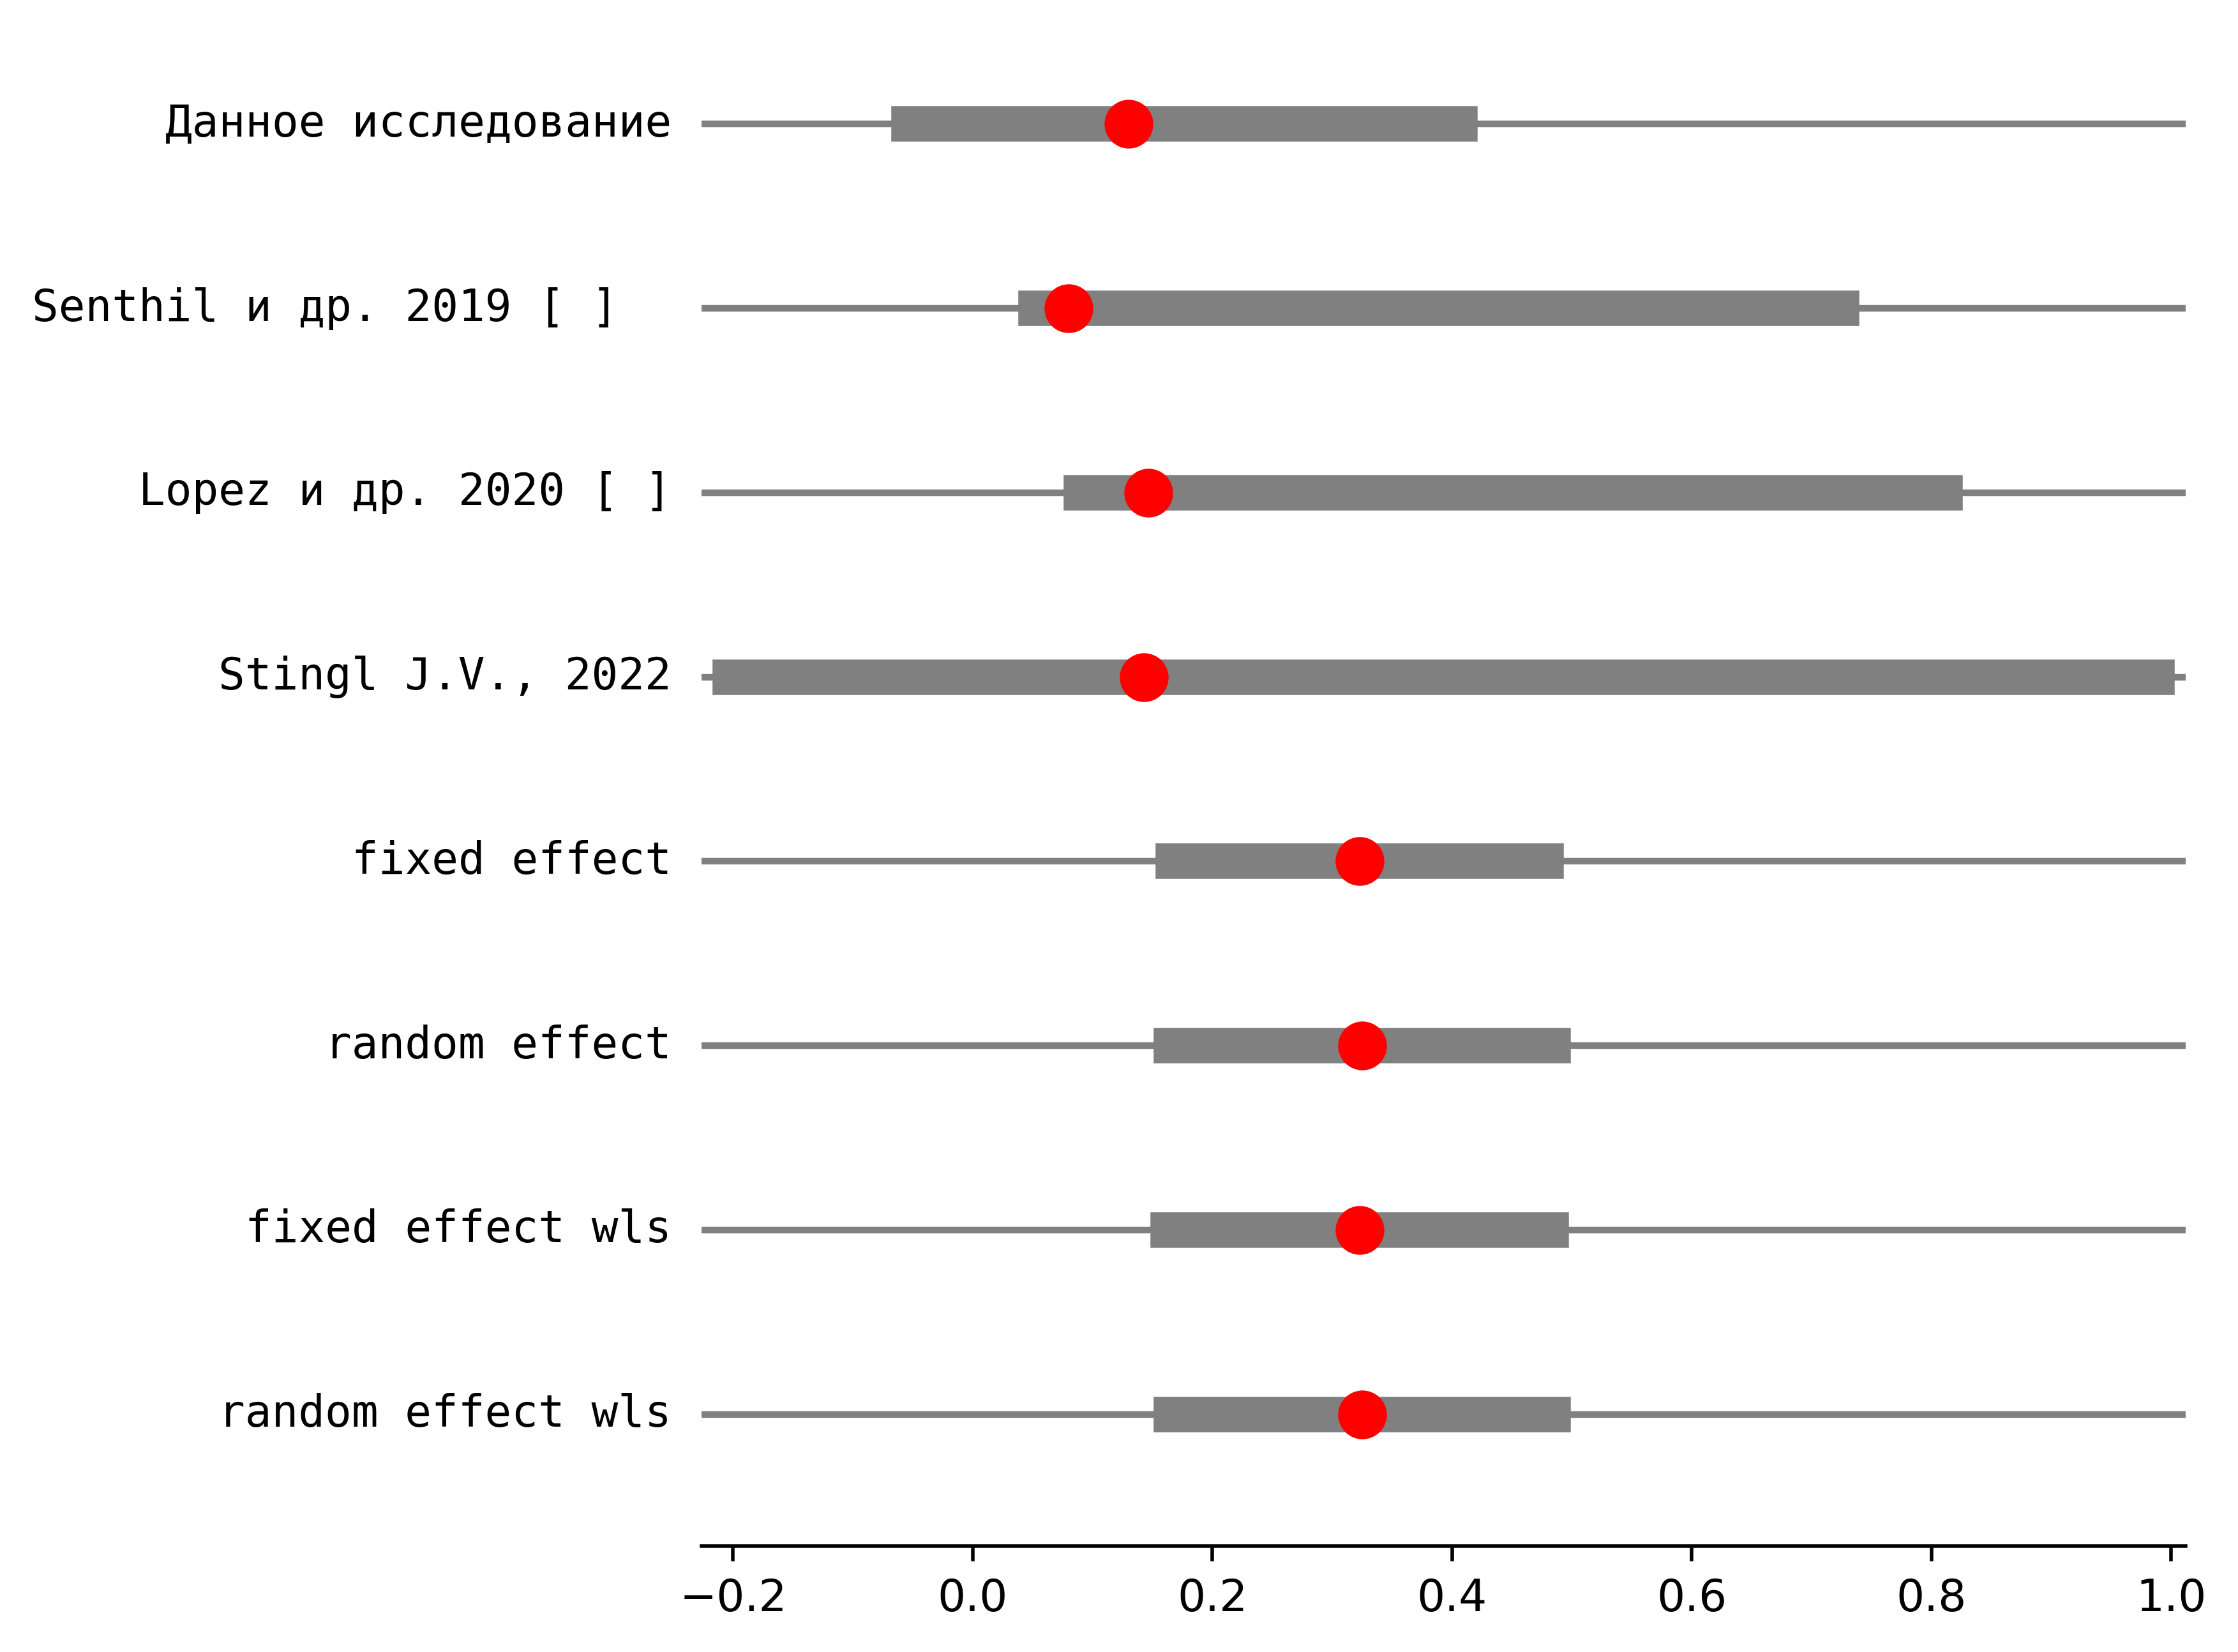 Данное исследование
Senthil и др. 2019 [ ]
Lopez и др. 2020 [ ]
Stingl J.V., 2022
fixed effect
random effect
fixed effect wls
random effect wls
−0.2 0.0 0.2 0.4 0.6 0.8 1.0